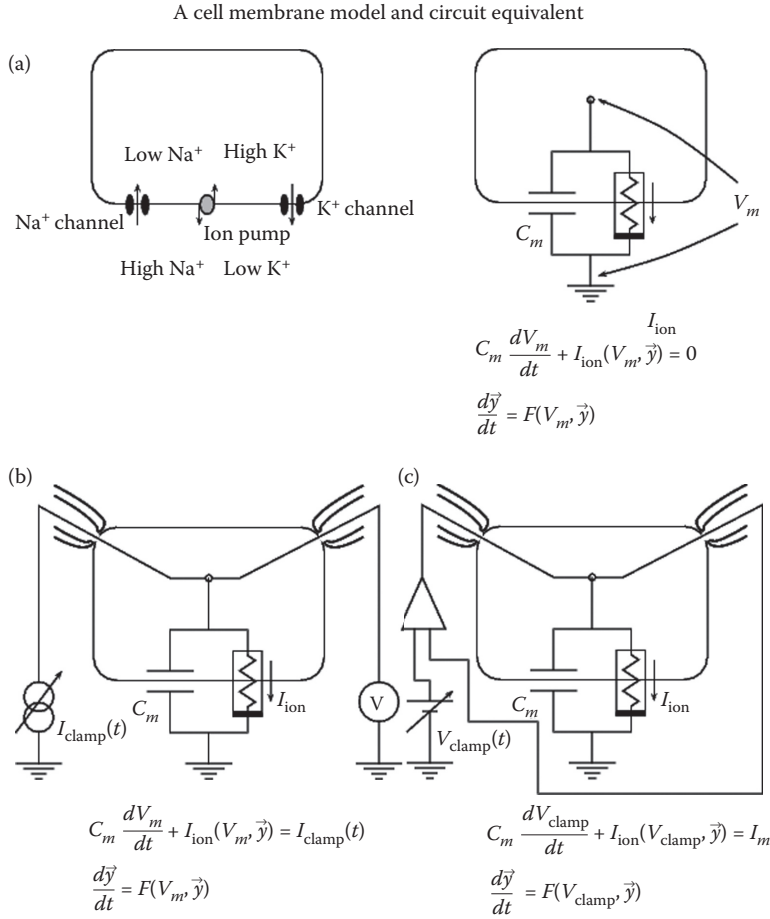 A cell membrane model and circuit equivalent
(a)
Low Na⁺ High K⁺
Na⁺ channel
K⁺ channel
Ion pump
High Na⁺ Low K⁺
C_m
V_m
I_ion
C_m dV_m/dt + I_ion(V_m, y⃗) = 0
dy⃗/dt = F(V_m, y⃗)
(b)
I_clamp(t)
C_m
I_ion
V
C_m dV_m/dt + I_ion(V_m, y⃗) = I_clamp(t)
dy⃗/dt = F(V_m, y⃗)
(c)
V_clamp(t)
C_m
I_ion
C_m dV_clamp/dt + I_ion(V_clamp, y⃗) = I_m
dy⃗/dt = F(V_clamp, y⃗)